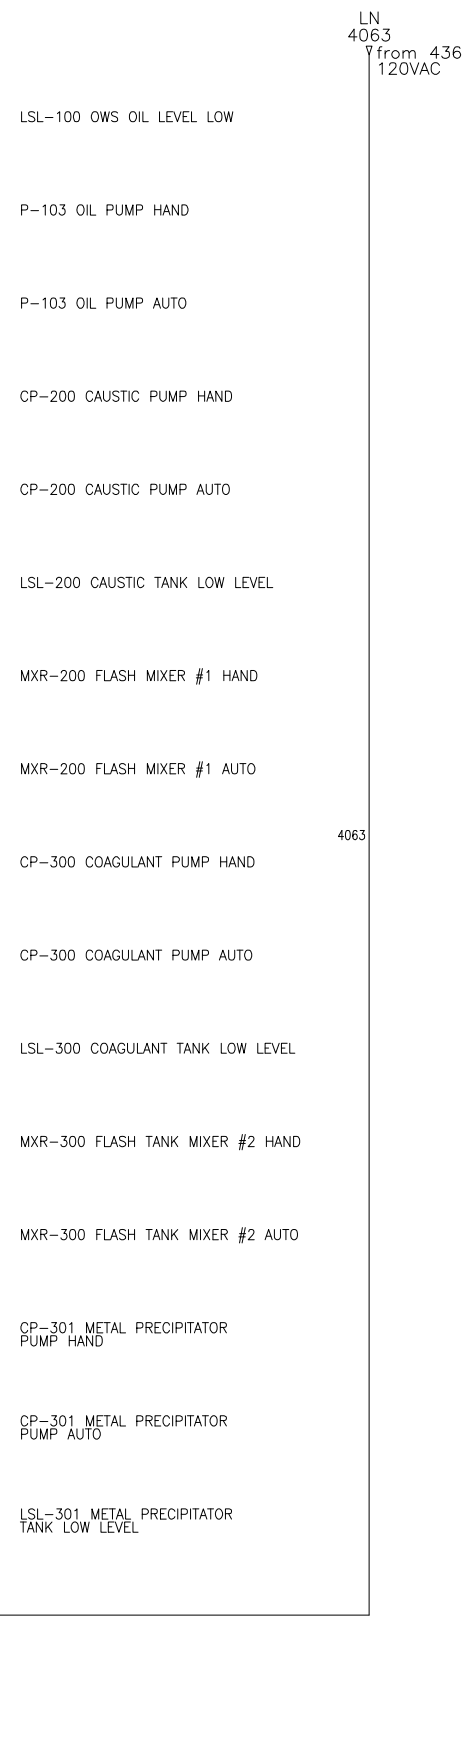 LN
4063
from 436
120VAC
LSL-100 OWS OIL LEVEL LOW
P-103 OIL PUMP HAND
P-103 OIL PUMP AUTO
CP-200 CAUSTIC PUMP HAND
CP-200 CAUSTIC PUMP AUTO
LSL-200 CAUSTIC TANK LOW LEVEL
MXR-200 FLASH MIXER #1 HAND
MXR-200 FLASH MIXER #1 AUTO
4063
CP-300 COAGULANT PUMP HAND
CP-300 COAGULANT PUMP AUTO
LSL-300 COAGULANT TANK LOW LEVEL
MXR-300 FLASH TANK MIXER #2 HAND
MXR-300 FLASH TANK MIXER #2 AUTO
CP-301 METAL PRECIPITATOR
PUMP HAND
CP-301 METAL PRECIPITATOR
PUMP AUTO
LSL-301 METAL PRECIPITATOR
TANK LOW LEVEL